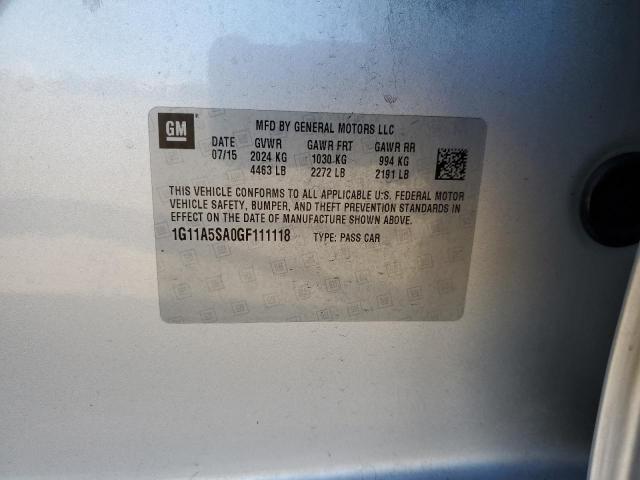 GM
MFD BY GENERAL MOTORS LLC
DATE GVWR GAWR FRT GAWR RR
07/15 2024 KG 1030 KG 994 KG
4463 LB 2272 LB 2191 LB
THIS VEHICLE CONFORMS TO ALL APPLICABLE U.S. FEDERAL MOTOR
VEHICLE SAFETY, BUMPER, AND THEFT PREVENTION STANDARDS IN
EFFECT ON THE DATE OF MANUFACTURE SHOWN ABOVE.
1G11A5SA0GF111118 TYPE: PASS CAR